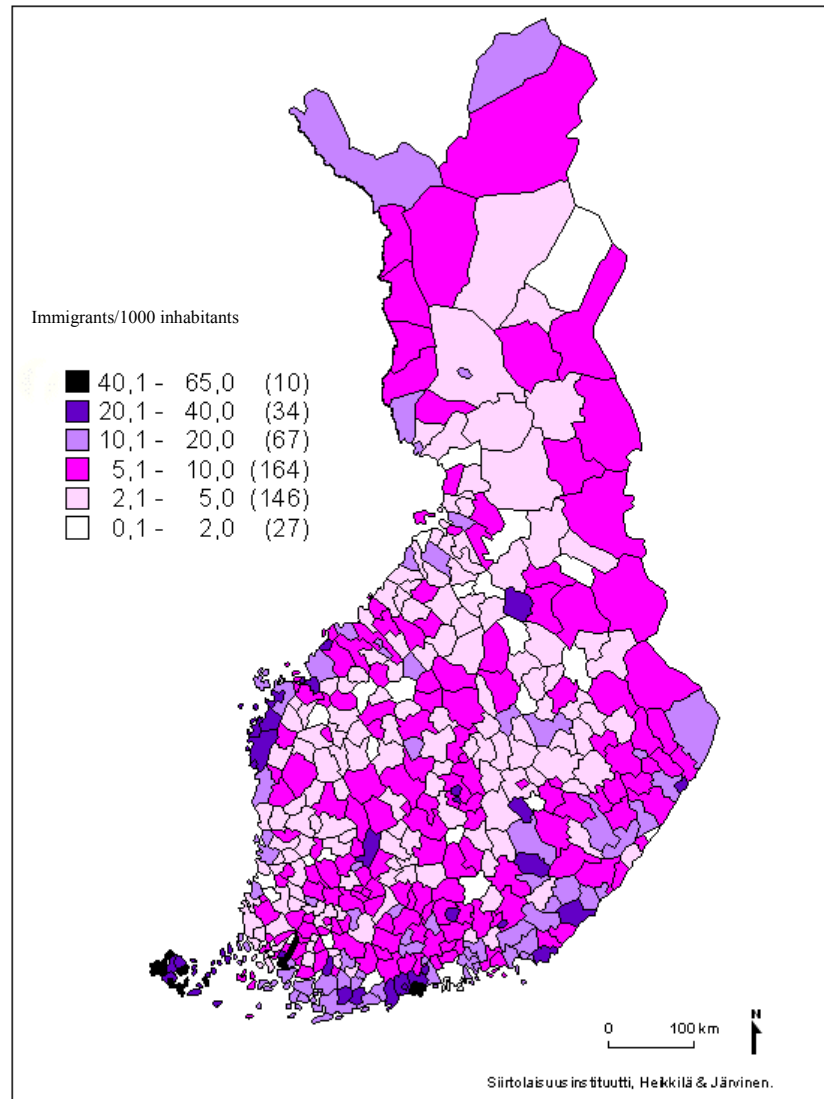 Immigrants/1000 inhabitants
40,1 - 65,0 (10)
20,1 - 40,0 (34)
10,1 - 20,0 (67)
5,1 - 10,0 (164)
2,1 - 5,0 (146)
0,1 - 2,0 (27)
N
0 100 km
Siirtolaisuusinstituutti, Heikkilä & Järvinen.